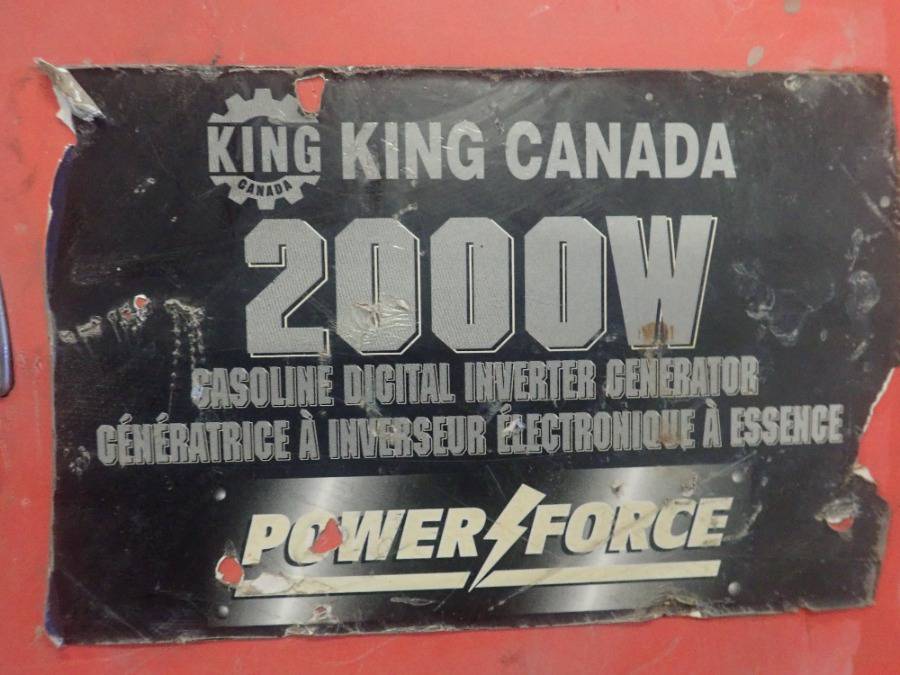 KING CANADA KING CANADA
2000W
GASOLINE DIGITAL INVERTER GENERATOR
GÉNÉRATRICE À INVERSEUR ÉLECTRONIQUE À ESSENCE
POWER FORCE